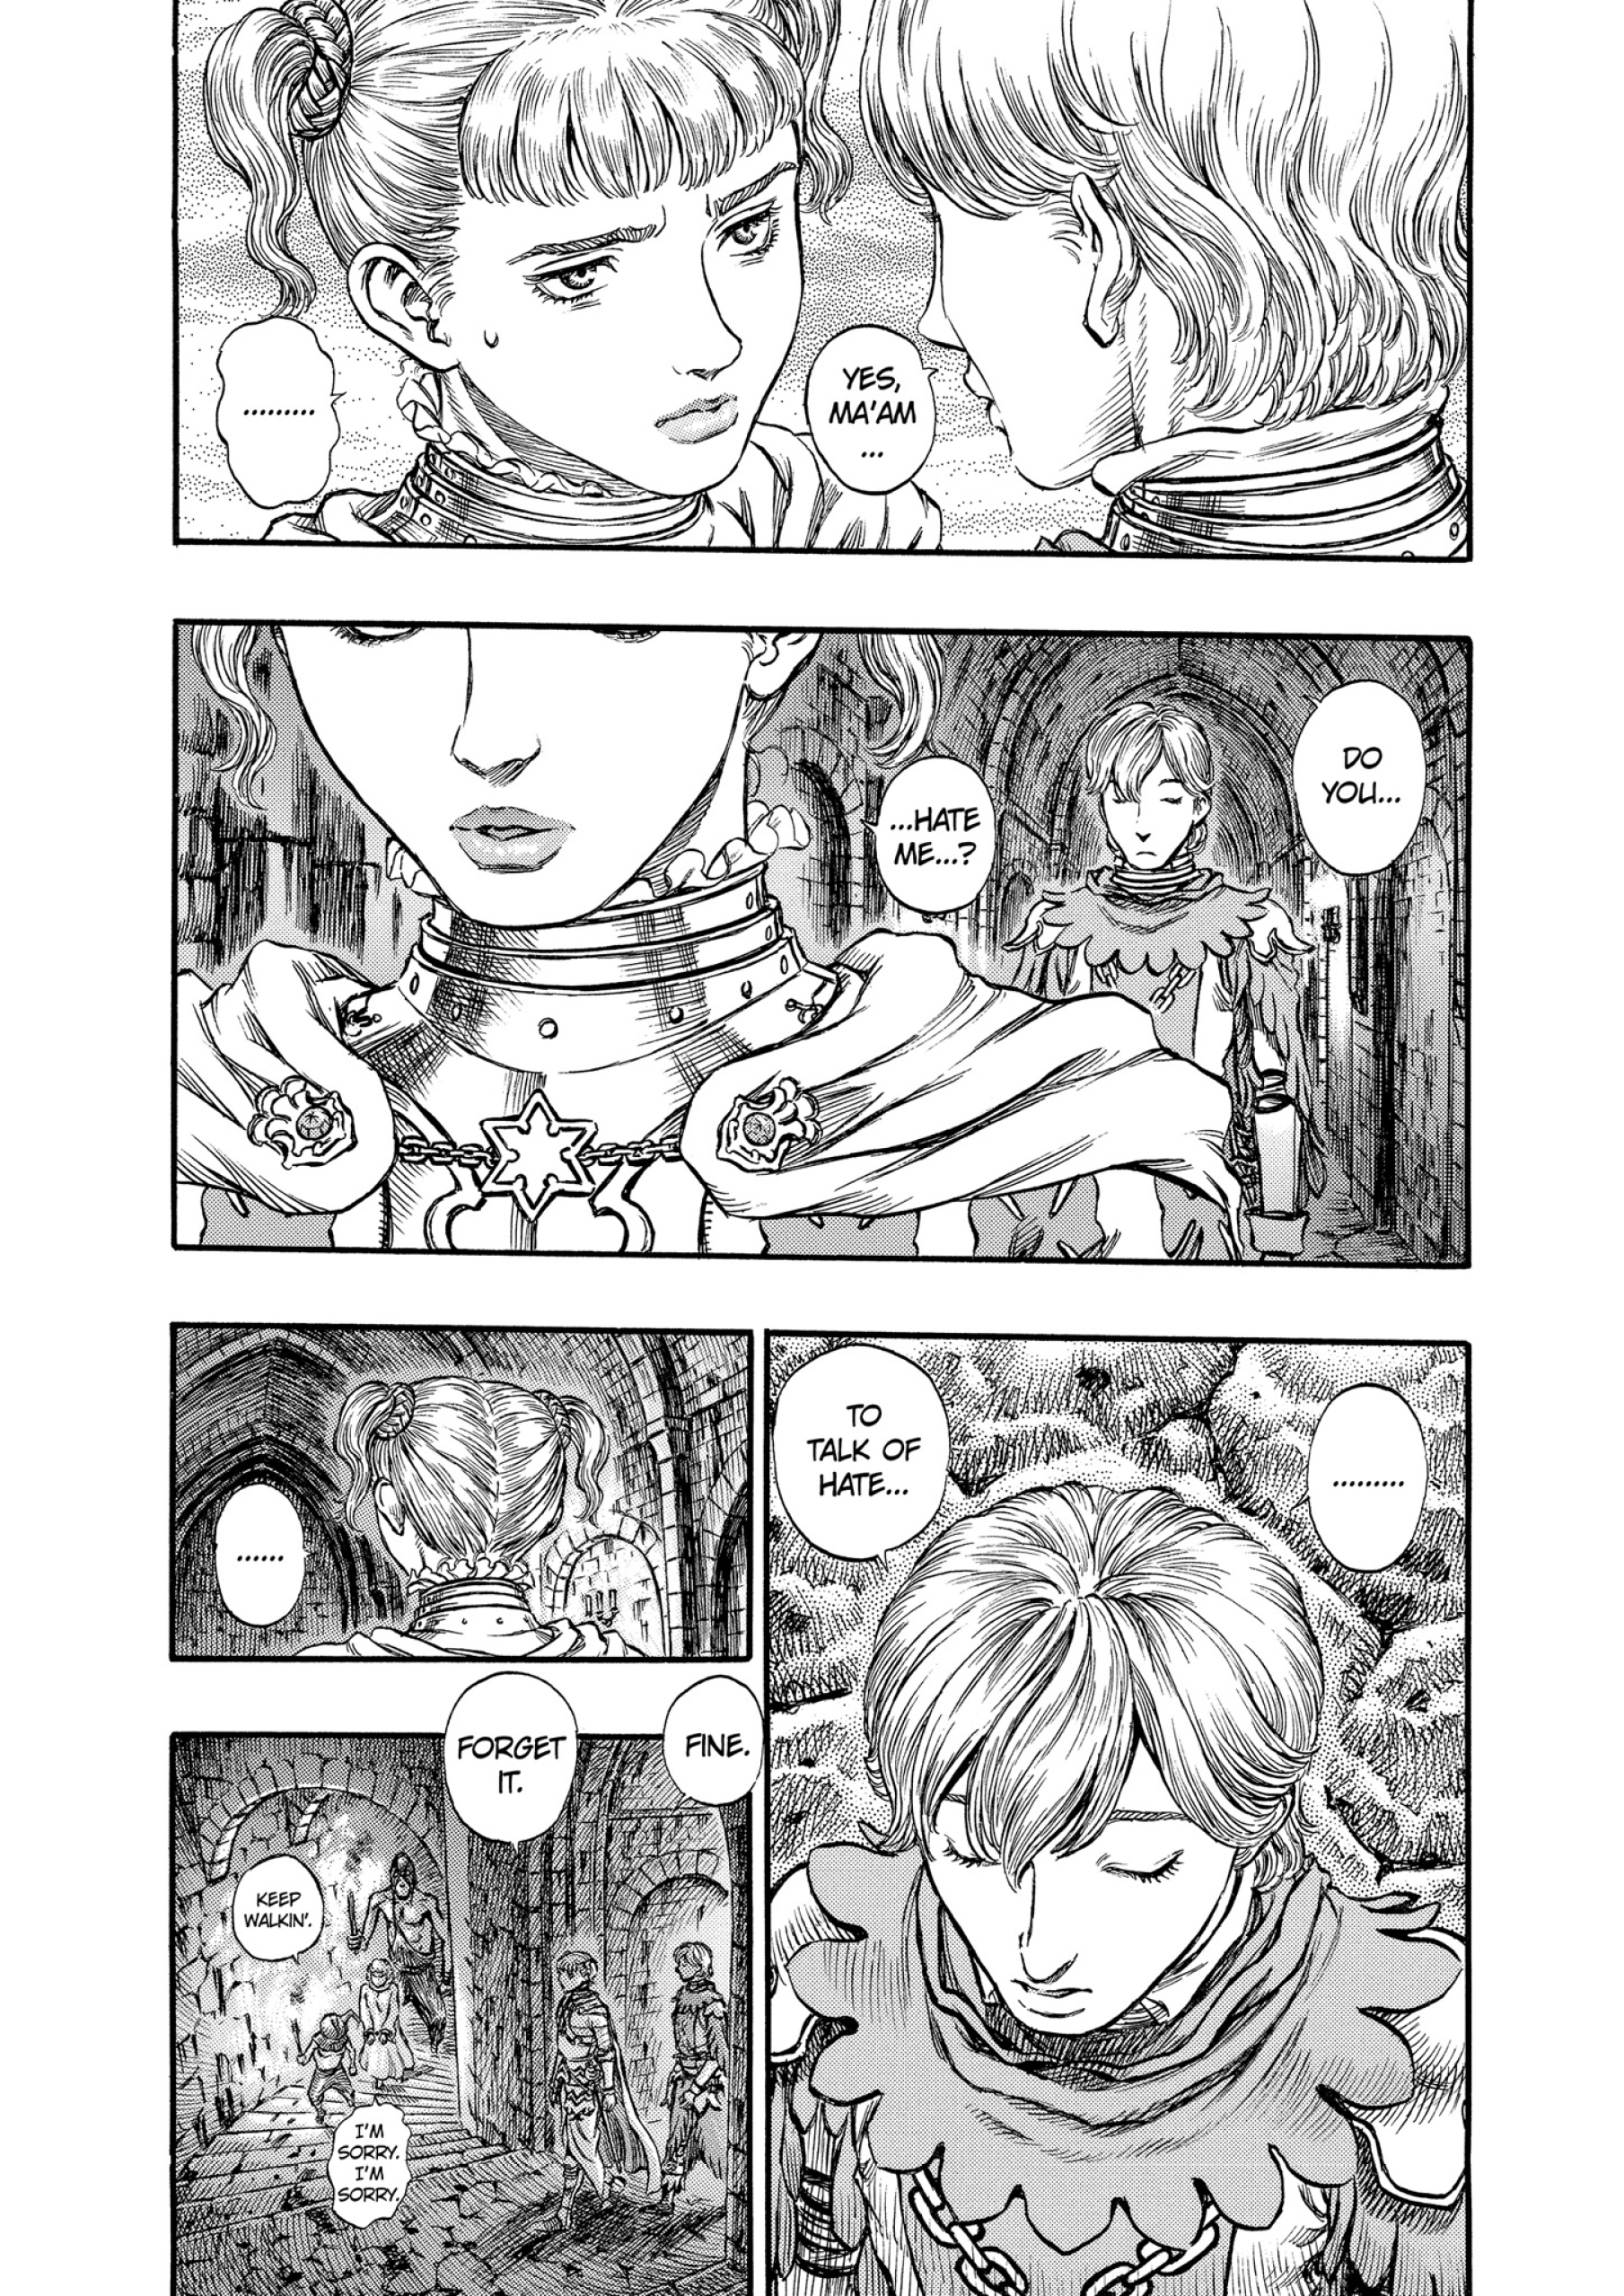 YES,
MA'AM
...
..........
DO
YOU...
...HATE
ME...?
..........
TO
TALK OF
HATE...
......
FINE.
FORGET
IT.
KEEP
WALKIN'.
I'M
SORRY.
I'M
SORRY.